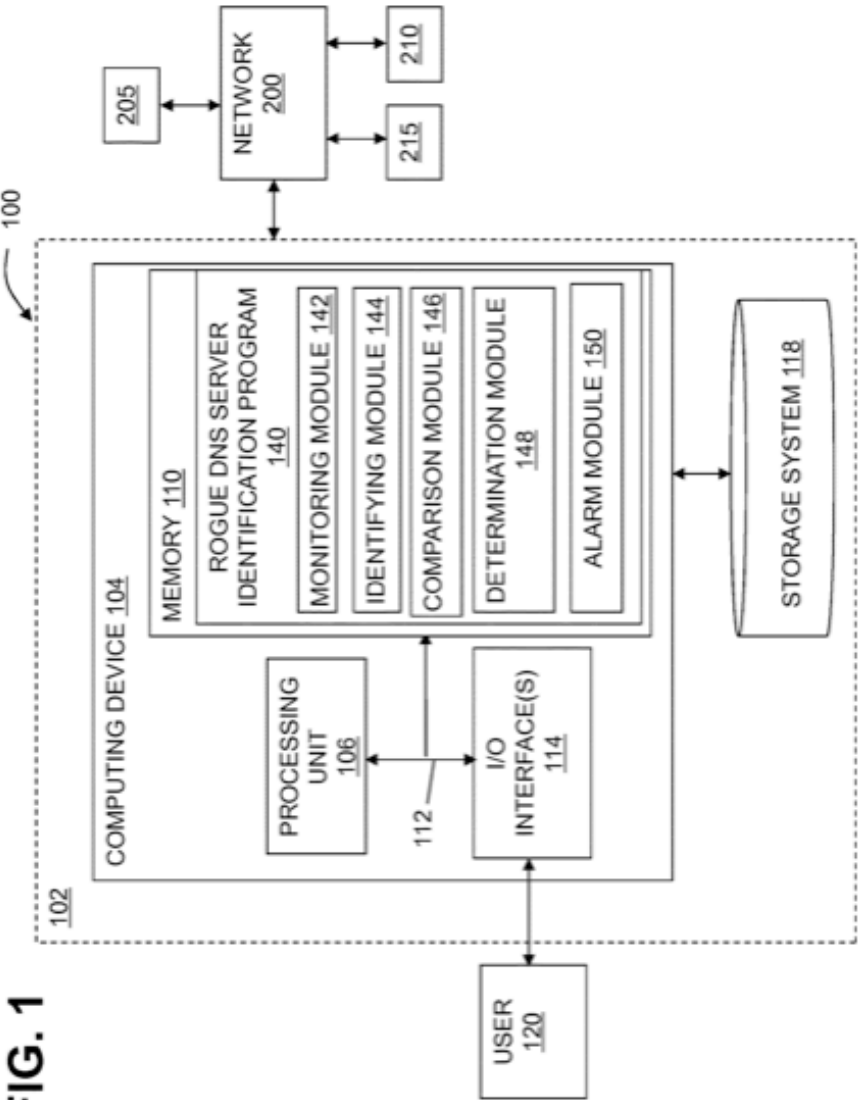 FIG. 1
100
102
COMPUTING DEVICE 104
MEMORY 110
ROGUE DNS SERVER
IDENTIFICATION PROGRAM
140
MONITORING MODULE 142
IDENTIFYING MODULE 144
COMPARISON MODULE 146
DETERMINATION MODULE
148
ALARM MODULE 150
PROCESSING
UNIT
106
112
I/O
INTERFACE(S)
114
USER
120
STORAGE SYSTEM 118
205
NETWORK
200
215
210